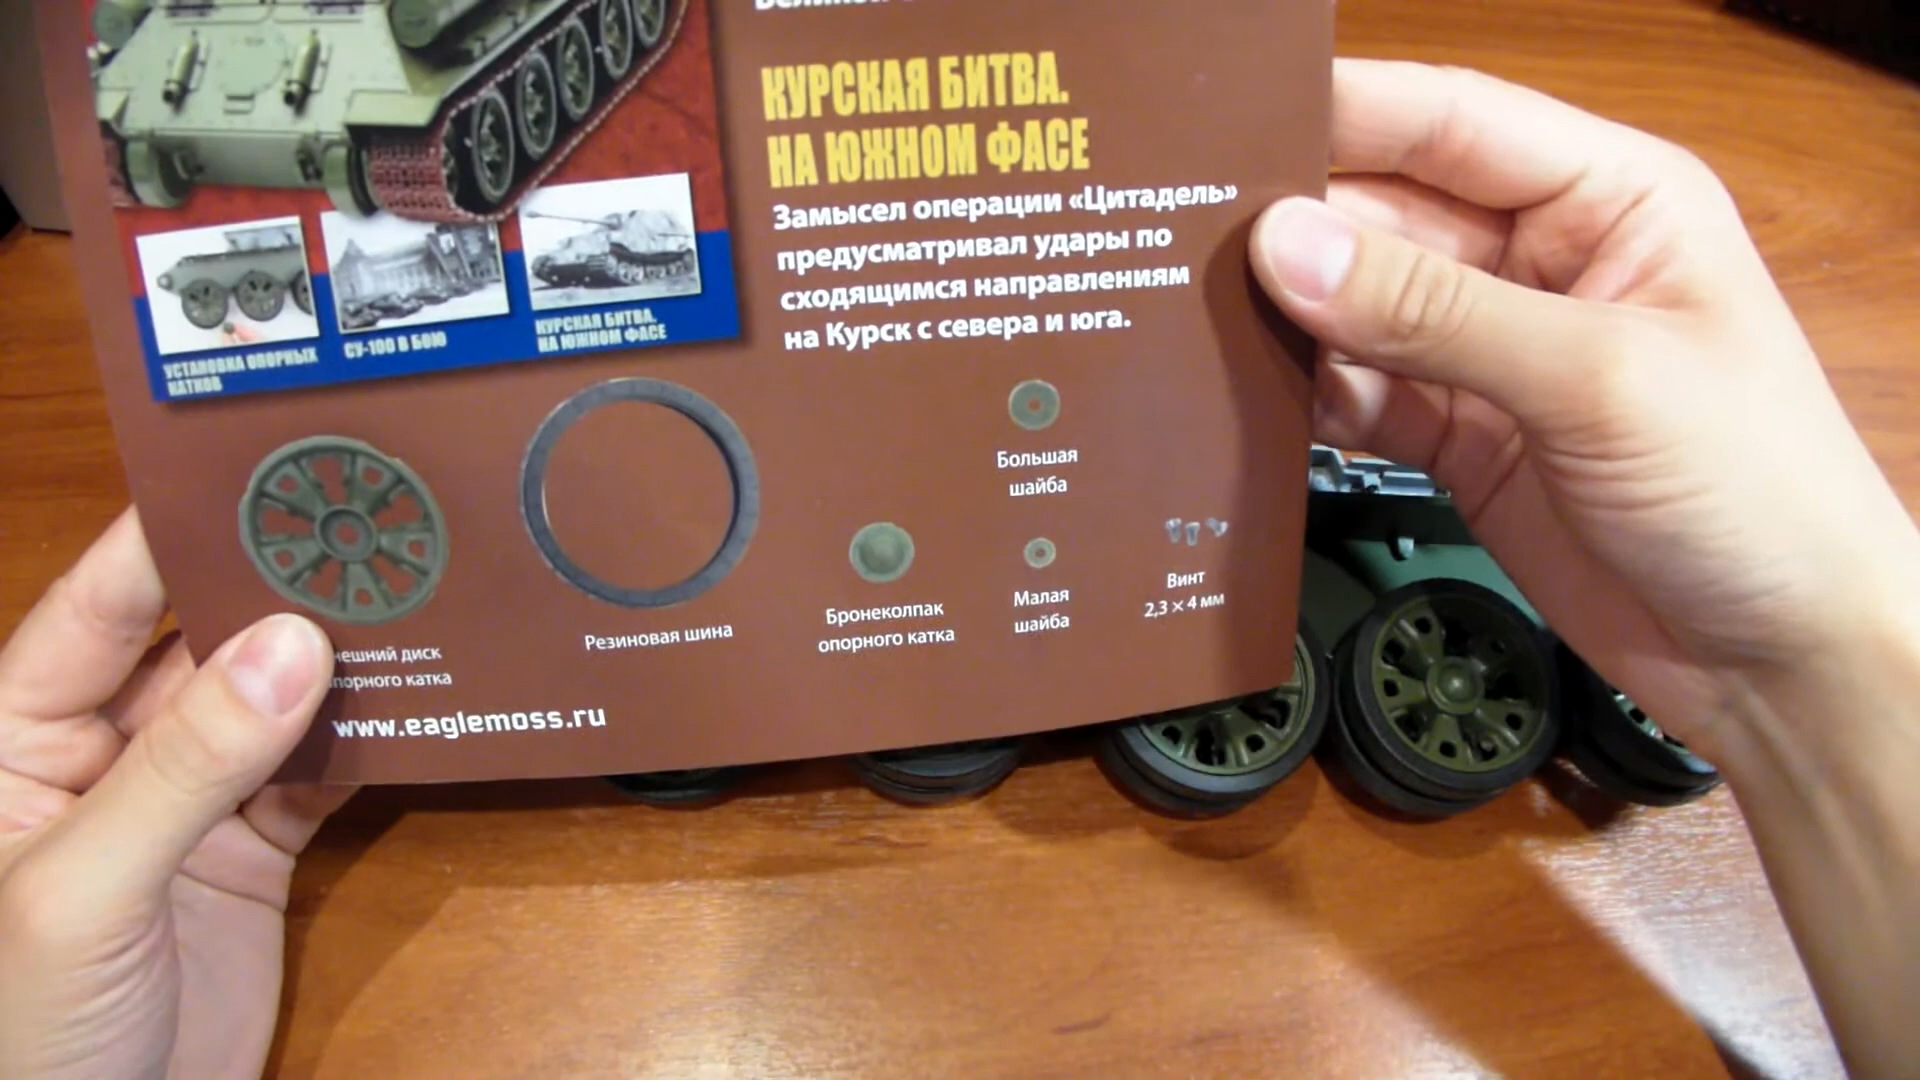 КУРСКАЯ БИТВА.
НА ЮЖНОМ ФАСЕ
Замысел операции «Цитадель»
предусматривал удары по
сходящимся направлениям
на Курск с севера и юга.
УСТАНОВКА ОПОРНЫХ
КАТКОВ
СУ-100 В БОЮ
КУРСКАЯ БИТВА.
НА ЮЖНОМ ФАСЕ
нешний диск
порного катка
Резиновая шина
Бронеколпак
опорного катка
Большая
шайба
Малая
шайба
Винт
2,3 × 4 мм
www.eaglemoss.ru